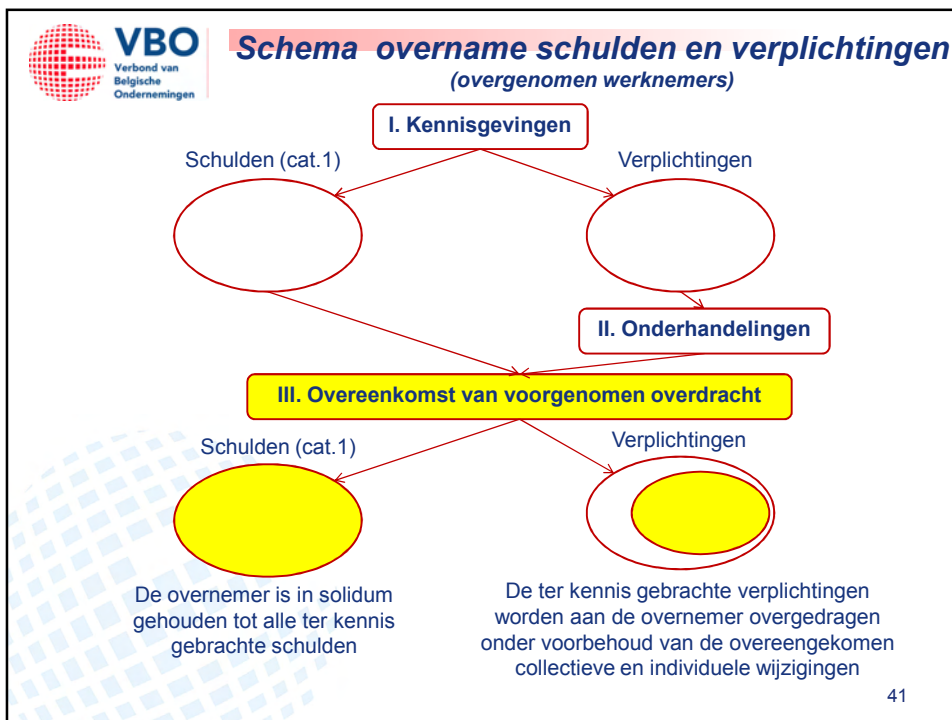 VBO
Verbond van
Belgische
Ondernemingen
Schema overname schulden en verplichtingen
(overgenomen werknemers)
I. Kennisgevingen
Schulden (cat.1)
Verplichtingen
II. Onderhandelingen
III. Overeenkomst van voorgenomen overdracht
Schulden (cat.1)
Verplichtingen
De overnemer is in solidum
gehouden tot alle ter kennis
gebrachte schulden
De ter kennis gebrachte verplichtingen
worden aan de overnemer overgedragen
onder voorbehoud van de overeengekomen
collectieve en individuele wijzigingen
41